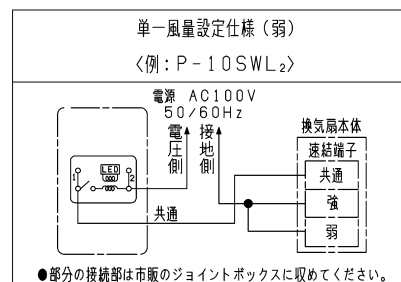 単一風量設定仕様（弱）
〈例：P－10SWL₂〉
電源 AC100V
50/60Hz
電圧側
接地側
換気扇本体
速結端子
LED
1
2
共通
共通
強
弱
●部分の接続部は市販のジョイントボックスに収めてください。